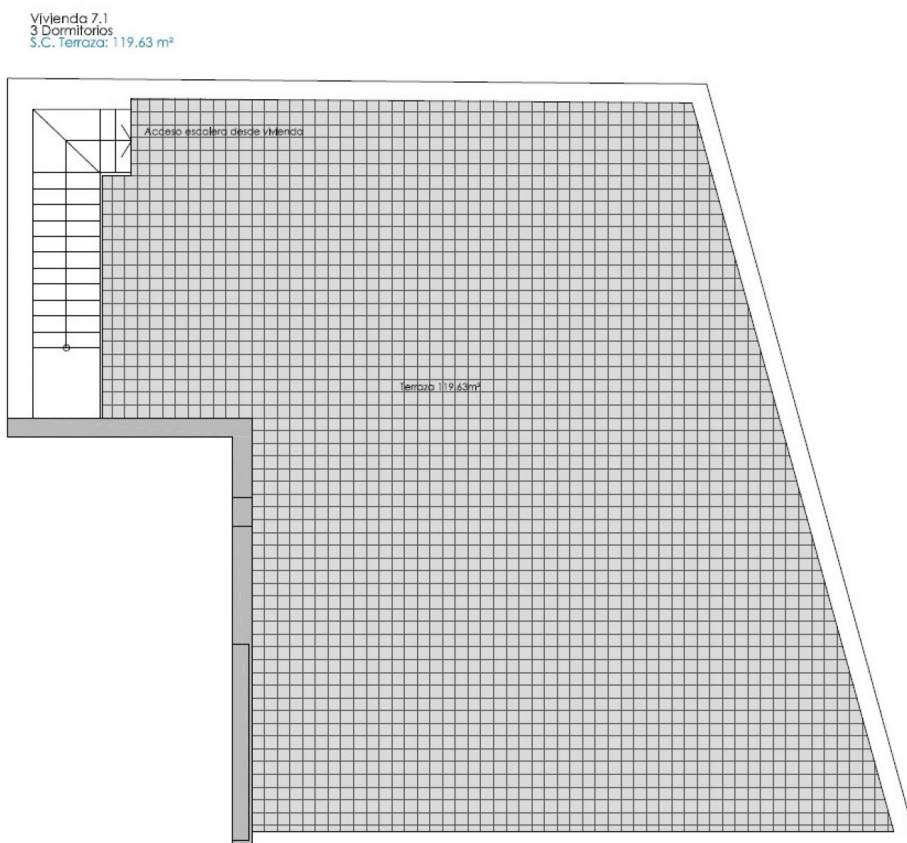 Vivienda 7.1
3 Dormitorios
S.C. Terraza: 119.63 m²
Acceso escalera desde vivienda
Terraza 119.63m²